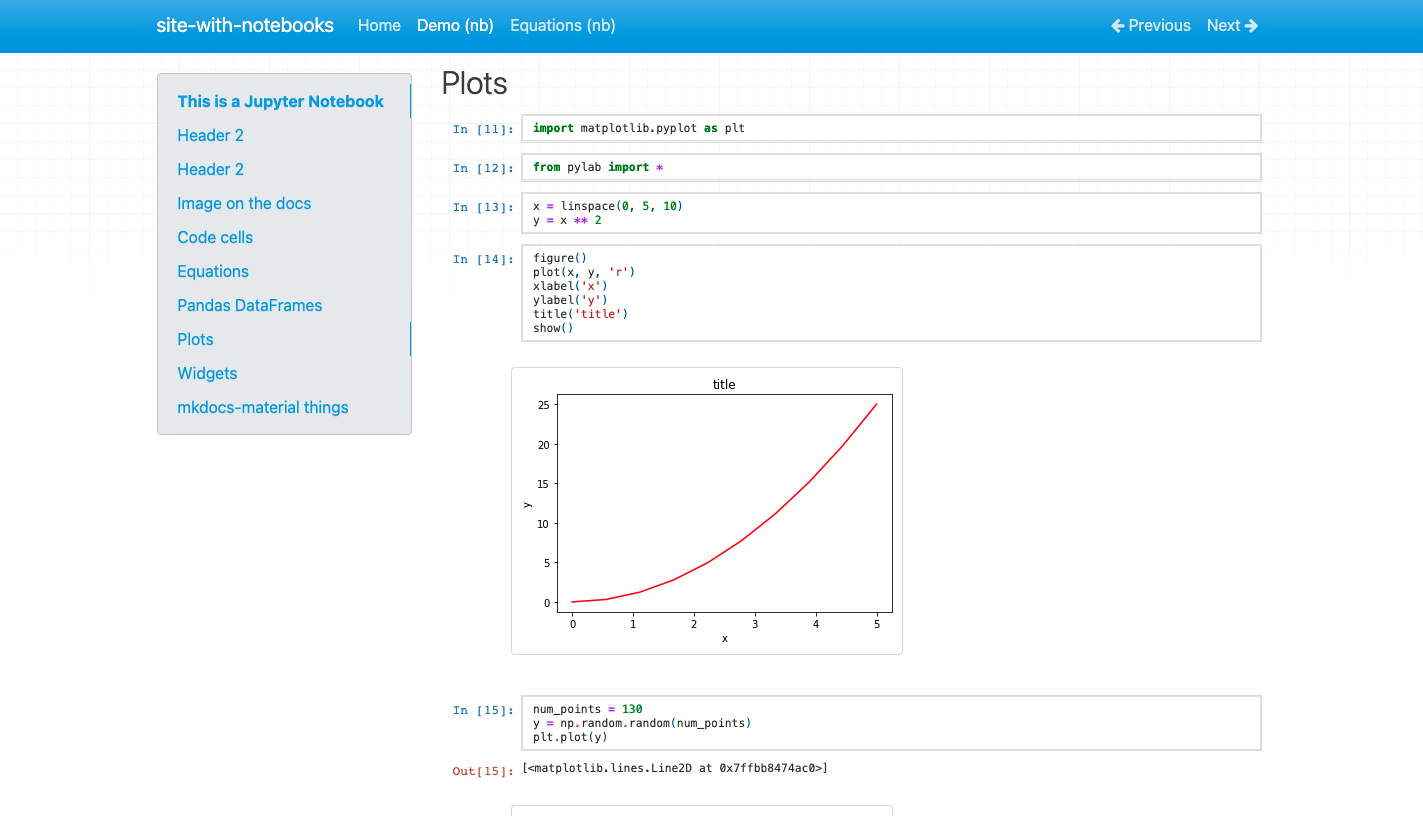 site-with-notebooks Home Demo (nb) Equations (nb) Previous Next
This is a Jupyter Notebook
Header 2
Header 2
Image on the docs
Code cells
Equations
Pandas DataFrames
Plots
Widgets
mkdocs-material things
Plots
In [11]: import matplotlib.pyplot as plt
In [12]: from pylab import *
In [13]: x = linspace(0, 5, 10)
y = x ** 2
In [14]: figure()
plot(x, y, 'r')
xlabel('x')
ylabel('y')
title('title')
show()
title
25
20
15
10
5
0
y
0 1 2 3 4 5
x
In [15]: num_points = 130
y = np.random.random(num_points)
plt.plot(y)
Out[15]: [<matplotlib.lines.Line2D at 0x7ffbb8474ac0>]